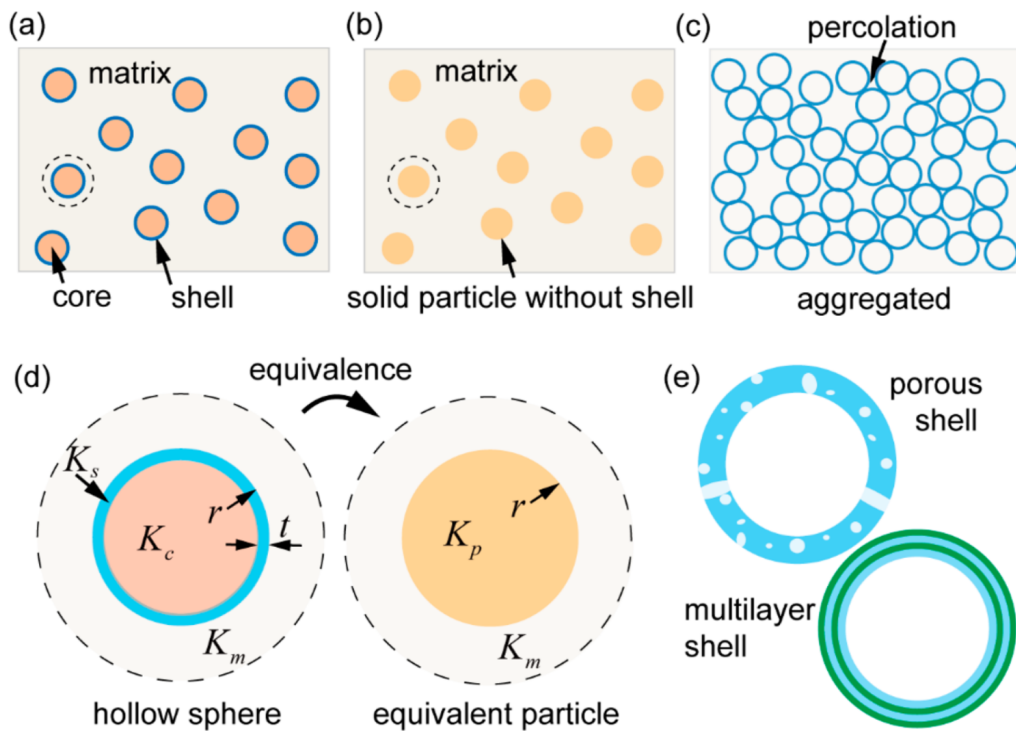 (a)
matrix
core
shell
(b)
matrix
solid particle without shell
(c)
percolation
aggregated
(d)
equivalence
K_s
r
t
K_c
K_m
hollow sphere
r
K_p
K_m
equivalent particle
(e)
porous
shell
multilayer
shell